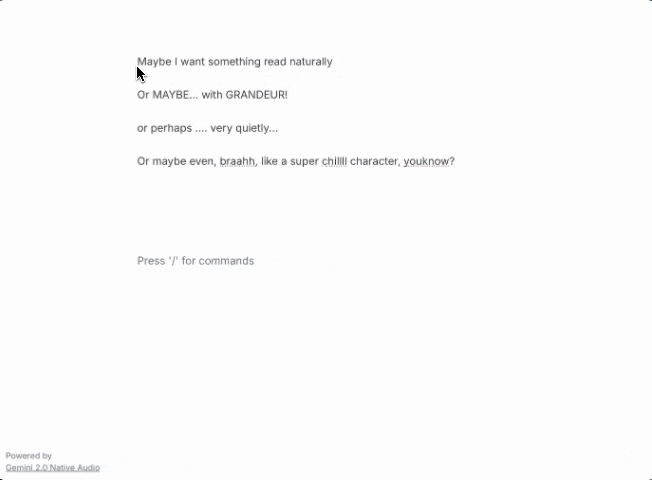 Maybe I want something read naturally
Or MAYBE... with GRANDEUR!
or perhaps .... very quietly...
Or maybe even, braahh, like a super chillll character, youknow?
Press '/' for commands
Powered by
Gemini 2.0 Native Audio